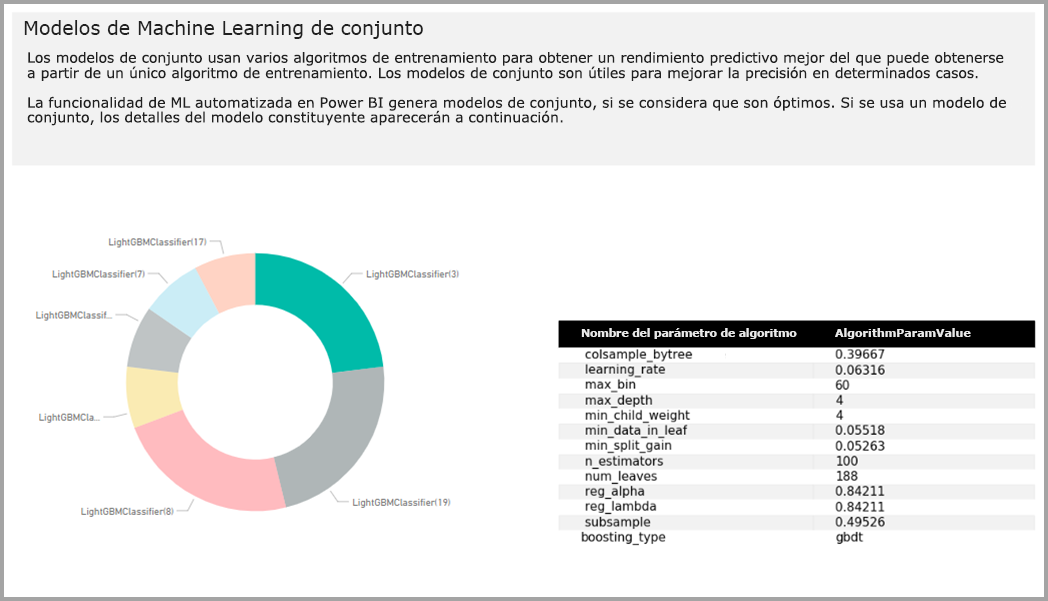 Modelos de Machine Learning de conjunto
Los modelos de conjunto usan varios algoritmos de entrenamiento para obtener un rendimiento predictivo mejor del que puede obtenerse
a partir de un único algoritmo de entrenamiento. Los modelos de conjunto son útiles para mejorar la precisión en determinados casos.
La funcionalidad de ML automatizada en Power BI genera modelos de conjunto, si se considera que son óptimos. Si se usa un modelo de
conjunto, los detalles del modelo constituyente aparecerán a continuación.
LightGBMClassifier(17)
LightGBMClassifier(7)
LightGBMClassifier(3)
LightGBMClassif...
LightGBMCla...
LightGBMClassifier(19)
LightGBMClassifier(8)
Nombre del parámetro de algoritmo AlgorithmParamValue
colsample_bytree 0.39667
learning_rate 0.06316
max_bin 60
max_depth 4
min_child_weight 4
min_data_in_leaf 0.05518
min_split_gain 0.05263
n_estimators 100
num_leaves 188
reg_alpha 0.84211
reg_lambda 0.84211
subsample 0.49526
boosting_type gbdt